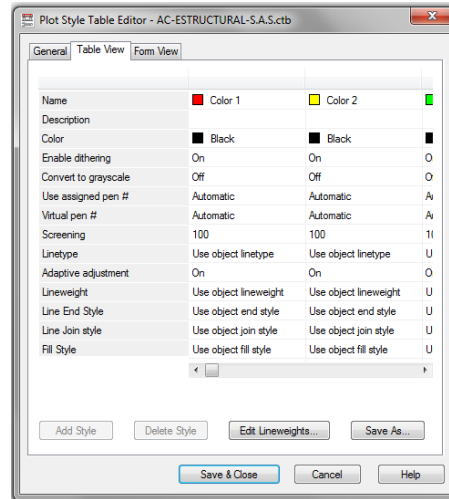 Plot Style Table Editor - AC-ESTRUCTURAL-S.A.S.ctb
General Table View Form View
Name Color 1 Color 2
Description
Color Black Black
Enable dithering On On O
Convert to grayscale Off Off
Use assigned pen # Automatic Automatic
Virtual pen # Automatic Automatic
Screening 100 100
Linetype Use object linetype Use object linetype U
Adaptive adjustment On On O
Lineweight Use object lineweight Use object lineweight U
Line End Style Use object end style Use object end style U
Line Join style Use object join style Use object join style U
Fill Style Use object fill style Use object fill style U
Add Style Delete Style Edit Lineweights... Save As...
Save & Close Cancel Help